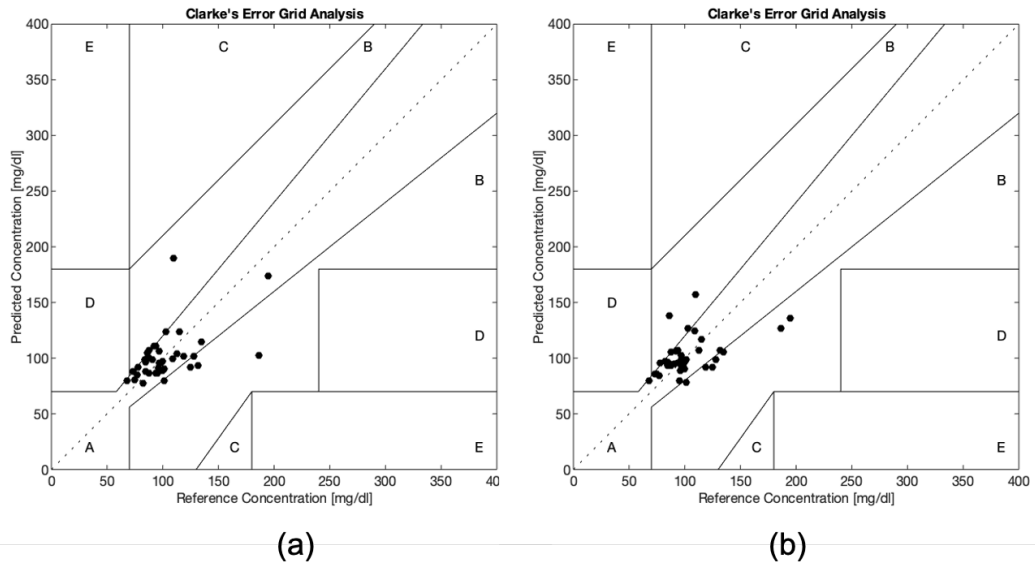 Clarke's Error Grid Analysis
400
350
300
250
200
150
100
50
0
Predicted Concentration [mg/dl]
E
C
B
B
D
D
A
C
E
0 50 100 150 200 250 300 350 40
Reference Concentration [mg/dl]
(a)
Clarke's Error Grid Analysis
400
350
300
250
200
150
100
50
0
Predicted Concentration [mg/dl]
E
C
B
B
D
D
A
C
E
0 50 100 150 200 250 300 350 400
Reference Concentration [mg/dl]
(b)